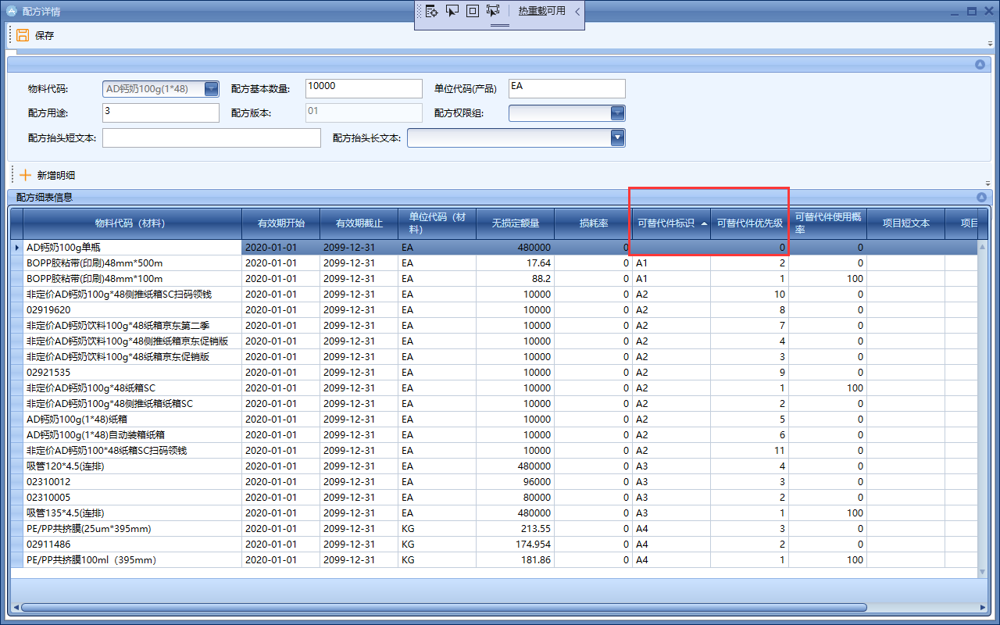 配方详情
热重载可用
保存
物料代码: AD钙奶100g(1*48) 配方基本数量: 10000 单位代码(产品) EA
配方用途: 3 配方版本: 01 配方权限组:
配方抬头短文本: 配方抬头长文本:
新增明细
配方细表信息
物料代码（材料） 有效期开始 有效期截止 单位代码（材料） 无损定额量 损耗率 可替代件标识 可替代件优先级 可替代件使用概率 项目短文本 项目
AD钙奶100g单瓶 2020-01-01 2099-12-31 EA 480000 0 0 0
BOPP胶粘带(印刷)48mm*500m 2020-01-01 2099-12-31 EA 17.64 0 A1 2 0
BOPP胶粘带(印刷)48mm*100m 2020-01-01 2099-12-31 EA 88.2 0 A1 1 100
非定价AD钙奶100g*48侧推纸箱SC扫码领钱 2020-01-01 2099-12-31 EA 10000 0 A2 10 0
02919620 2020-01-01 2099-12-31 EA 10000 0 A2 8 0
非定价AD钙奶饮料100g*48纸箱京东第二季 2020-01-01 2099-12-31 EA 10000 0 A2 7 0
非定价AD钙奶饮料100g*48侧推纸箱京东促销版 2020-01-01 2099-12-31 EA 10000 0 A2 4 0
非定价AD钙奶饮料100g*48纸箱京东促销版 2020-01-01 2099-12-31 EA 10000 0 A2 3 0
02921535 2020-01-01 2099-12-31 EA 10000 0 A2 9 0
非定价AD钙奶100g*48纸箱SC 2020-01-01 2099-12-31 EA 10000 0 A2 1 100
非定价AD钙奶100g*48侧推纸箱纸箱SC 2020-01-01 2099-12-31 EA 10000 0 A2 2 0
AD钙奶100g(1*48)纸箱 2020-01-01 2099-12-31 EA 10000 0 A2 5 0
AD钙奶100g(1*48)自动装箱纸箱 2020-01-01 2099-12-31 EA 10000 0 A2 6 0
非定价AD钙奶100*48纸箱SC扫码领钱 2020-01-01 2099-12-31 EA 10000 0 A2 11 0
吸管120*4.5(连排) 2020-01-01 2099-12-31 EA 480000 0 A3 4 0
02310012 2020-01-01 2099-12-31 EA 96000 0 A3 3 0
02310005 2020-01-01 2099-12-31 EA 80000 0 A3 2 0
吸管135*4.5(连排) 2020-01-01 2099-12-31 EA 480000 0 A3 1 100
PE/PP共挤膜(25um*395mm) 2020-01-01 2099-12-31 KG 213.55 0 A4 3 0
02911486 2020-01-01 2099-12-31 KG 174.954 0 A4 2 0
PE/PP共挤膜100ml（395mm） 2020-01-01 2099-12-31 KG 181.86 0 A4 1 100